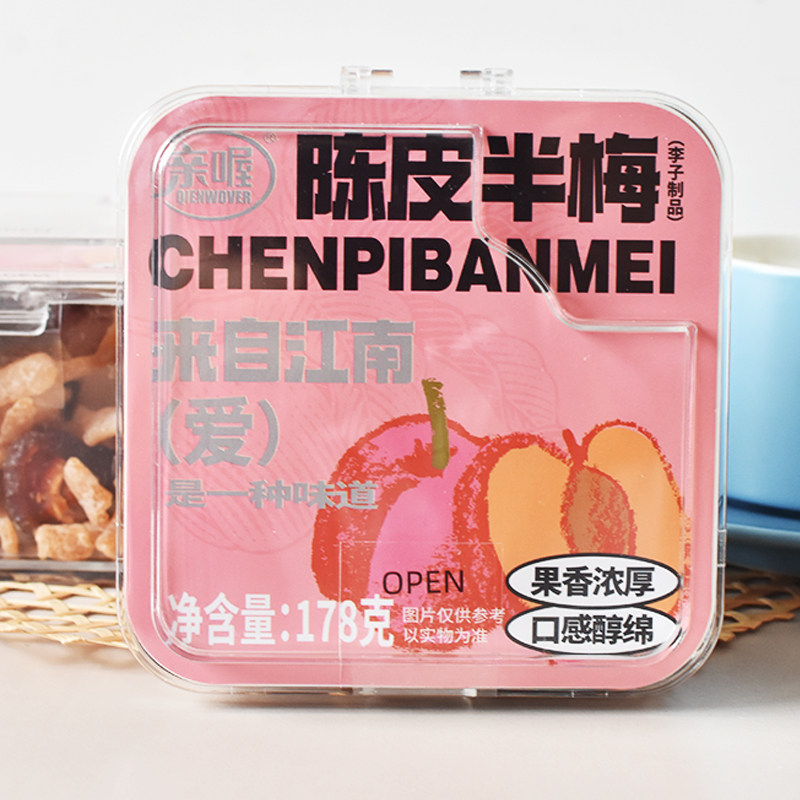 亲喔
QIENWOVER
陈皮半梅
(李子制品)
CHENPIBANMEI
来自江南
(爱)
是一种味道
OPEN
果香浓厚
口感醇绵
净含量:178克
图片仅供参考
以实物为准